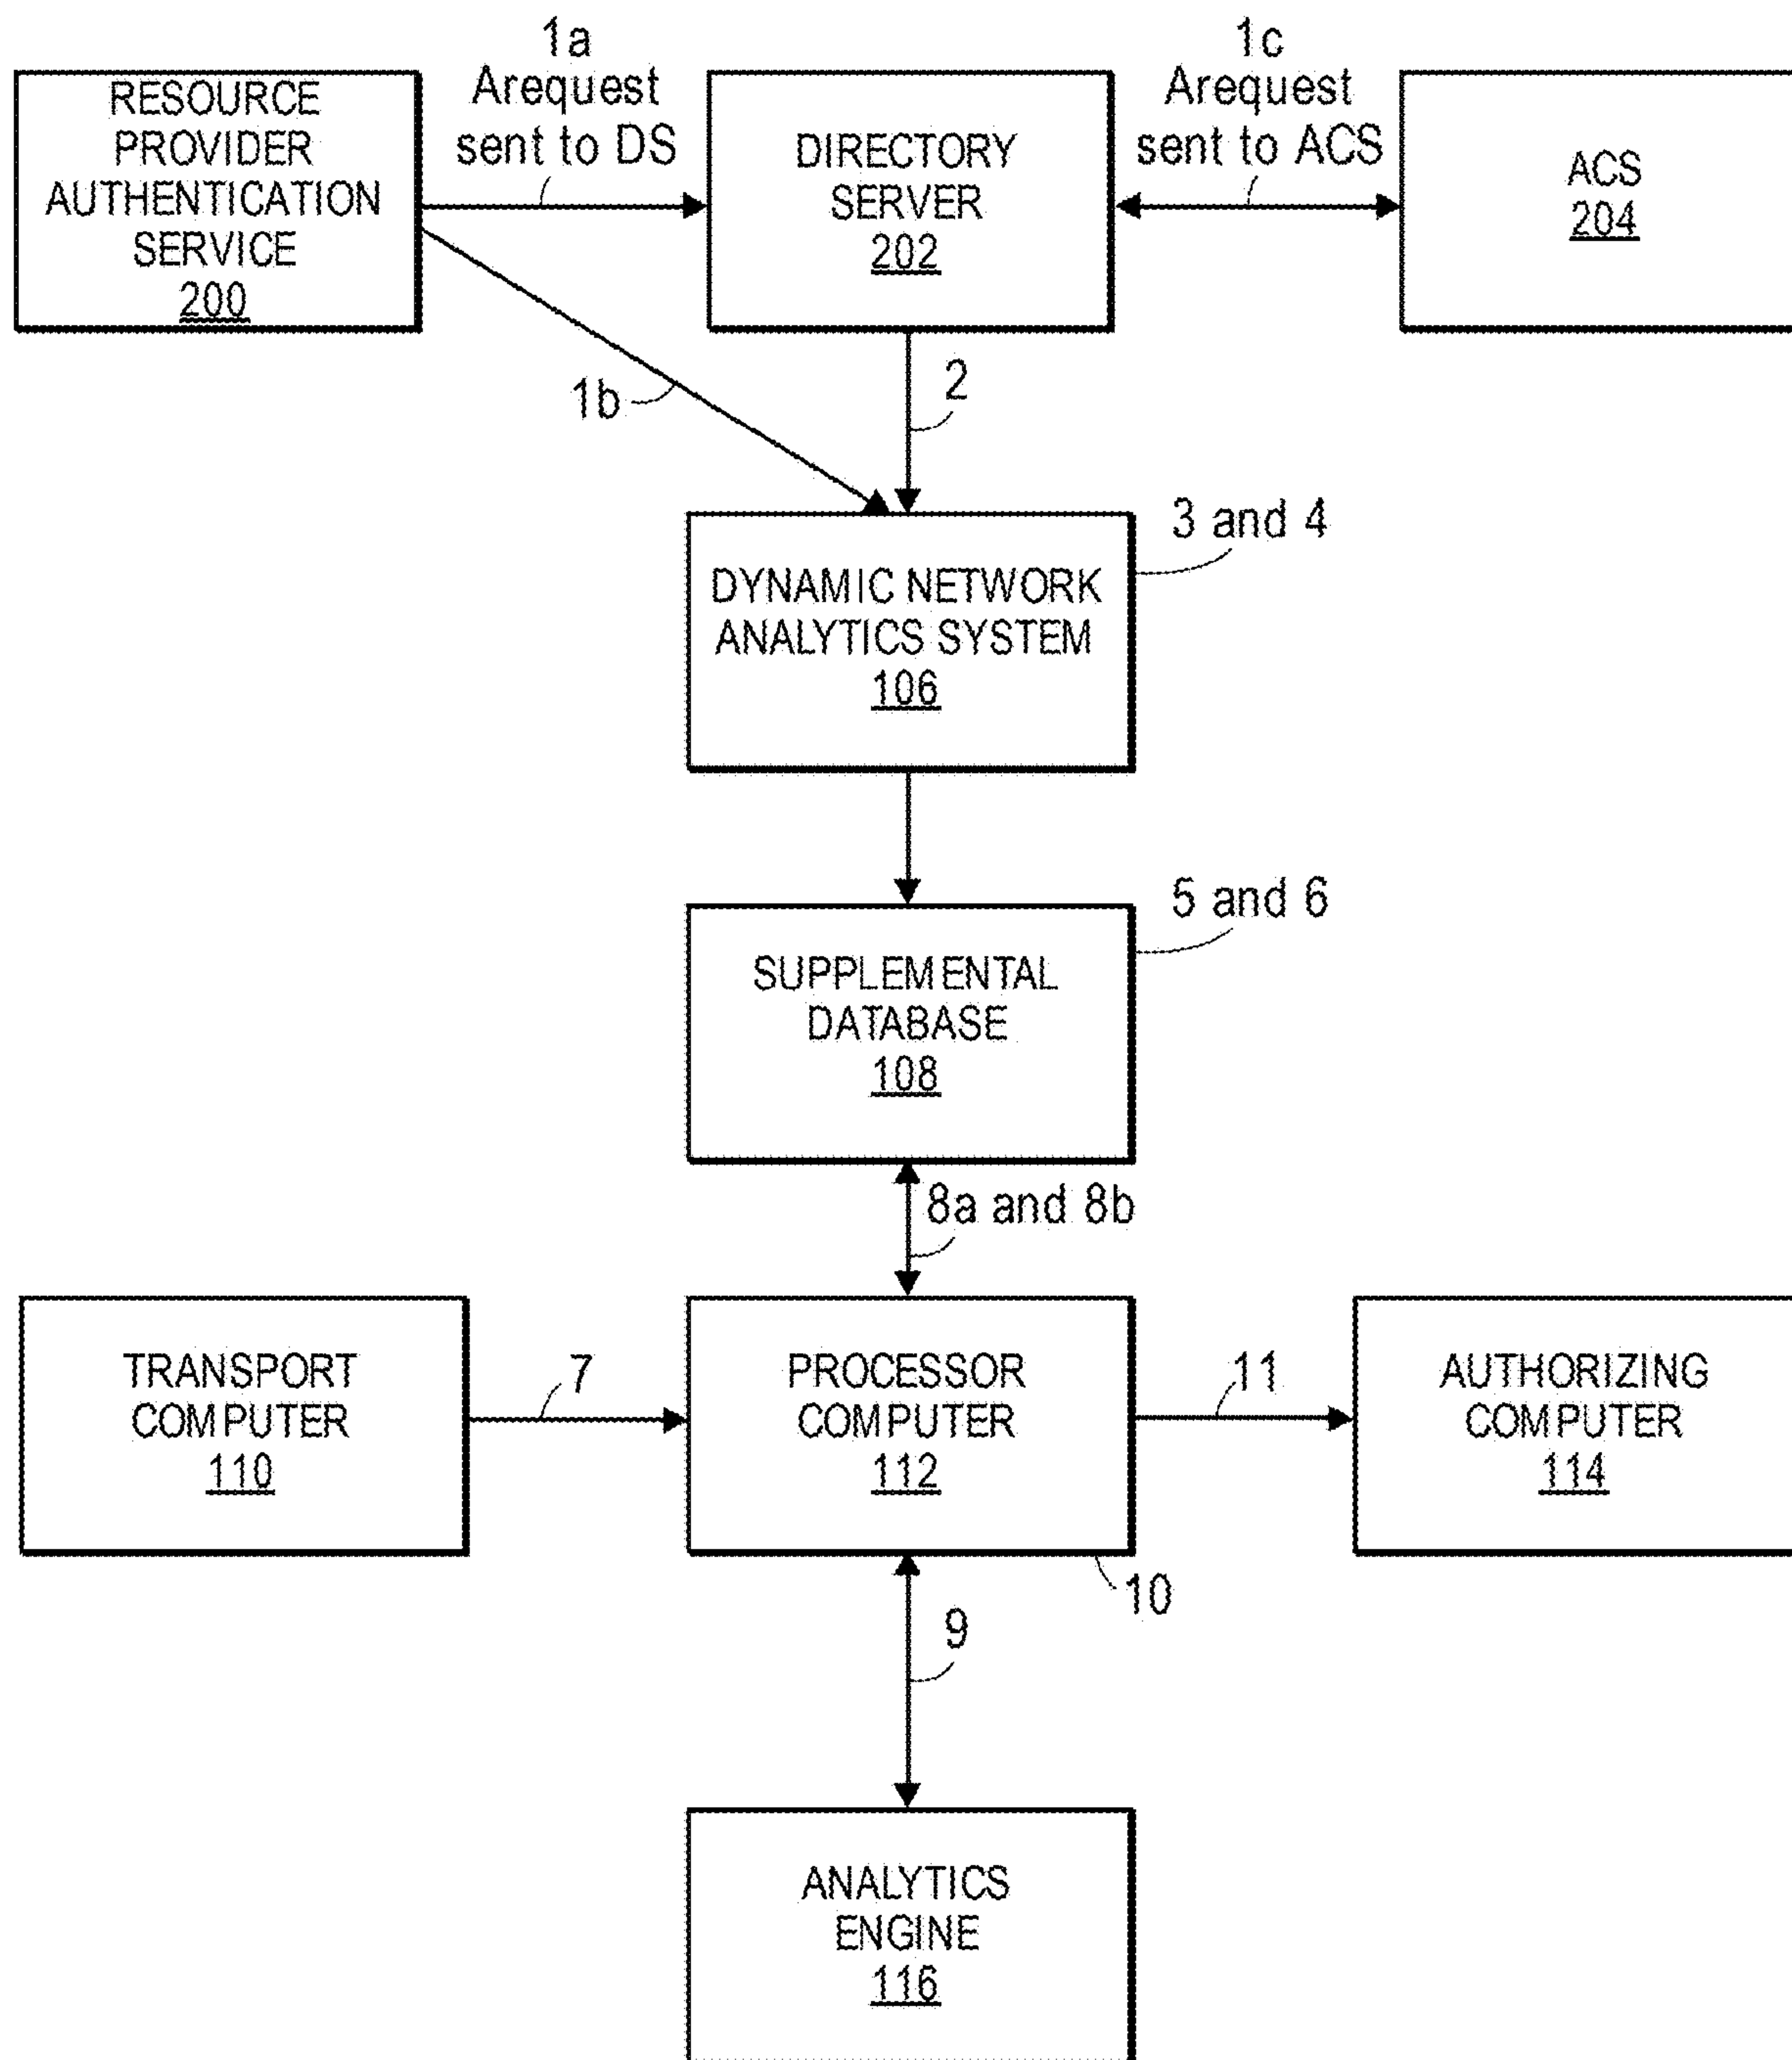 1a
Arequest
sent to DS
1c
Arequest
sent to ACS
RESOURCE
PROVIDER
AUTHENTICATION
SERVICE
200
DIRECTORY
SERVER
202
ACS
204
1b
2
3 and 4
DYNAMIC NETWORK
ANALYTICS SYSTEM
106
5 and 6
SUPPLEMENTAL
DATABASE
108
8a and 8b
TRANSPORT
COMPUTER
110
7
PROCESSOR
COMPUTER
112
11
AUTHORIZING
COMPUTER
114
10
9
ANALYTICS
ENGINE
116